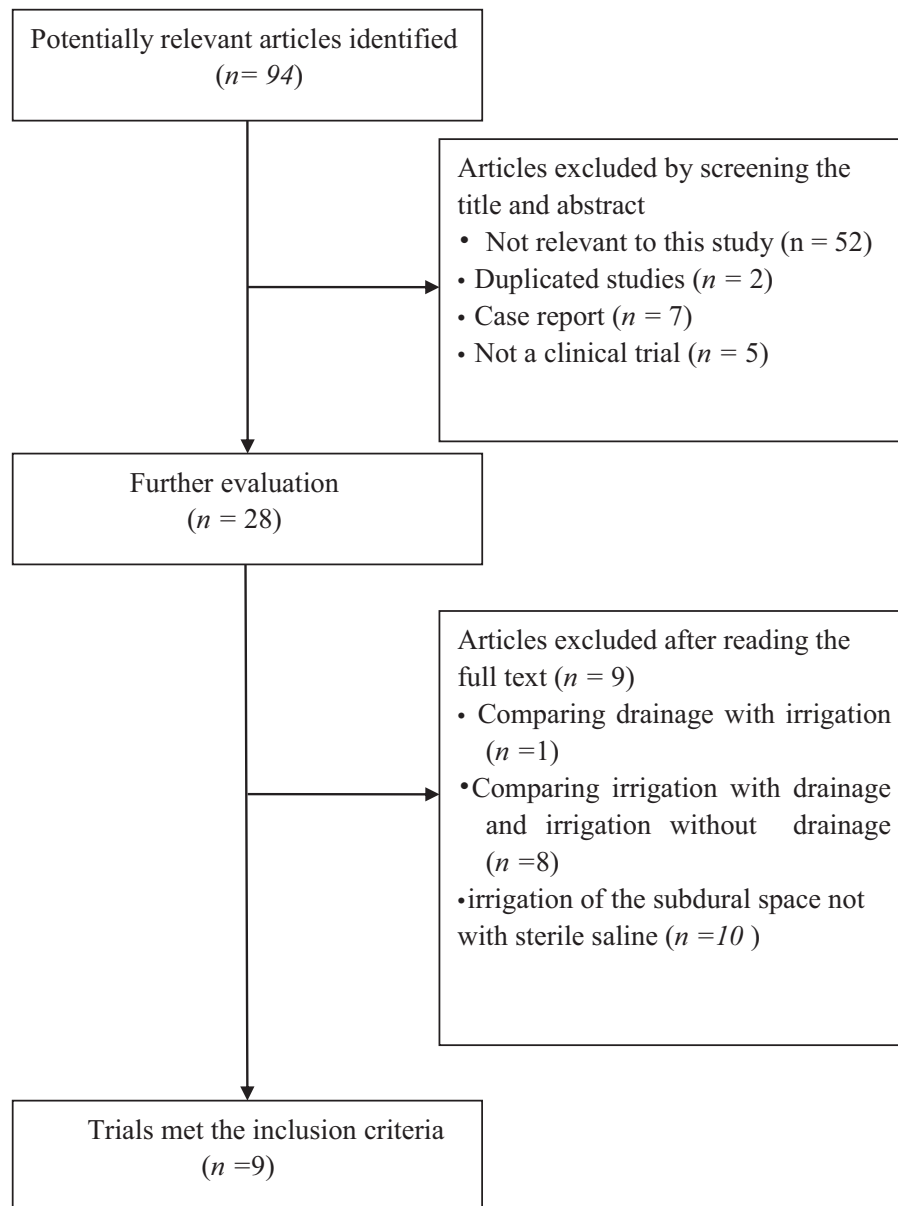 Potentially relevant articles identified
(n= 94)
Articles excluded by screening the
title and abstract
• Not relevant to this study (n = 52)
• Duplicated studies (n = 2)
• Case report (n = 7)
• Not a clinical trial (n = 5)
Further evaluation
(n = 28)
Articles excluded after reading the
full text (n = 9)
• Comparing drainage with irrigation
(n =1)
•Comparing irrigation with drainage
and irrigation without drainage
(n =8)
•irrigation of the subdural space not
with sterile saline (n =10 )
Trials met the inclusion criteria
(n =9)